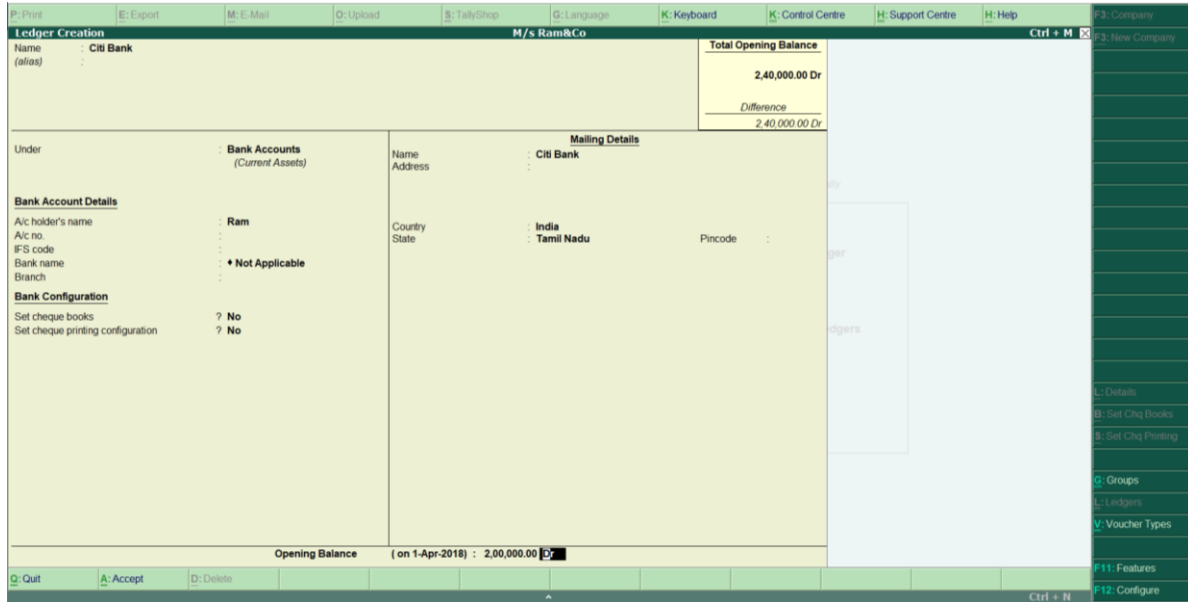 P: Print E: Export M: E-Mail O: Upload S: TallyShop G: Language K: Keyboard K: Control Centre H: Support Centre H: Help F3: Company
Ledger Creation M/s Ram&Co Ctrl + M
F3: New Company
Name : Citi Bank
(alias) :
Total Opening Balance
2,40,000.00 Dr
Difference
2,40,000.00 Dr
Under : Bank Accounts
(Current Assets)
Bank Account Details
A/c holder's name : Ram
A/c no. :
IFS code :
Bank name : ♦ Not Applicable
Branch :
Bank Configuration
Set cheque books ? No
Set cheque printing configuration ? No
Mailing Details
Name : Citi Bank
Address :
Country : India
State : Tamil Nadu Pincode :
ger
edgers
L: Details
B: Set Chq Books
S: Set Chq Printing
G: Groups
L: Ledgers
V: Voucher Types
Opening Balance ( on 1-Apr-2018) : 2,00,000.00 Dr
F11: Features
Q: Quit A: Accept D: Delete
F12: Configure
Ctrl + N